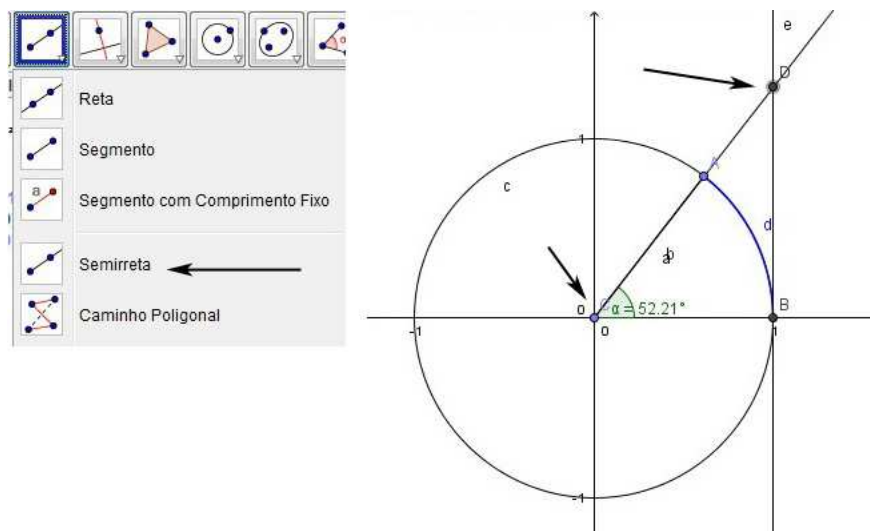 a
Reta
Segmento
Segmento com Comprimento Fixo
Semirreta
Caminho Poligonal
e
D
1
A
c
d
a
b
o
α = 52.21°
B
-1
0
1
-1